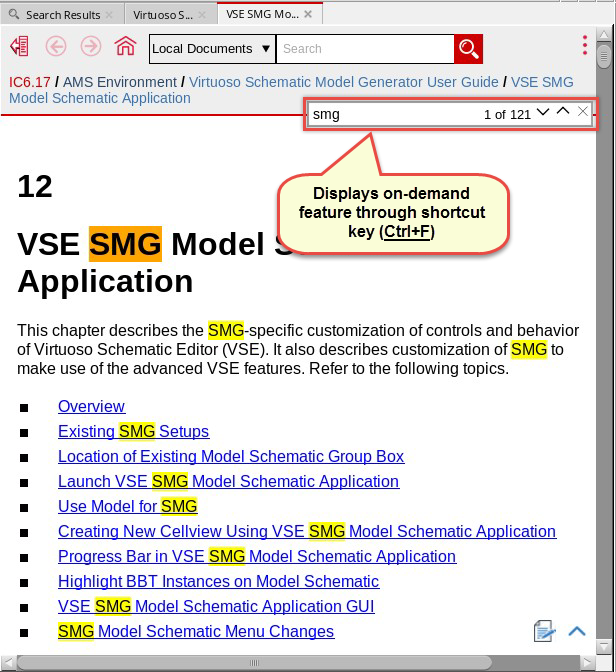 Search Results
Virtuoso S...
VSE SMG Mo...
Local Documents
Search
IC6.17 / AMS Environment / Virtuoso Schematic Model Generator User Guide / VSE SMG
Model Schematic Application
smg
1 of 121
Displays on-demand
feature through shortcut
key (Ctrl+F)
12
VSE SMG Model S
Application
This chapter describes the SMG-specific customization of controls and behavior
of Virtuoso Schematic Editor (VSE). It also describes customization of SMG to
make use of the advanced VSE features. Refer to the following topics.
Overview
Existing SMG Setups
Location of Existing Model Schematic Group Box
Launch VSE SMG Model Schematic Application
Use Model for SMG
Creating New Cellview Using VSE SMG Model Schematic Application
Progress Bar in VSE SMG Model Schematic Application
Highlight BBT Instances on Model Schematic
VSE SMG Model Schematic Application GUI
SMG Model Schematic Menu Changes